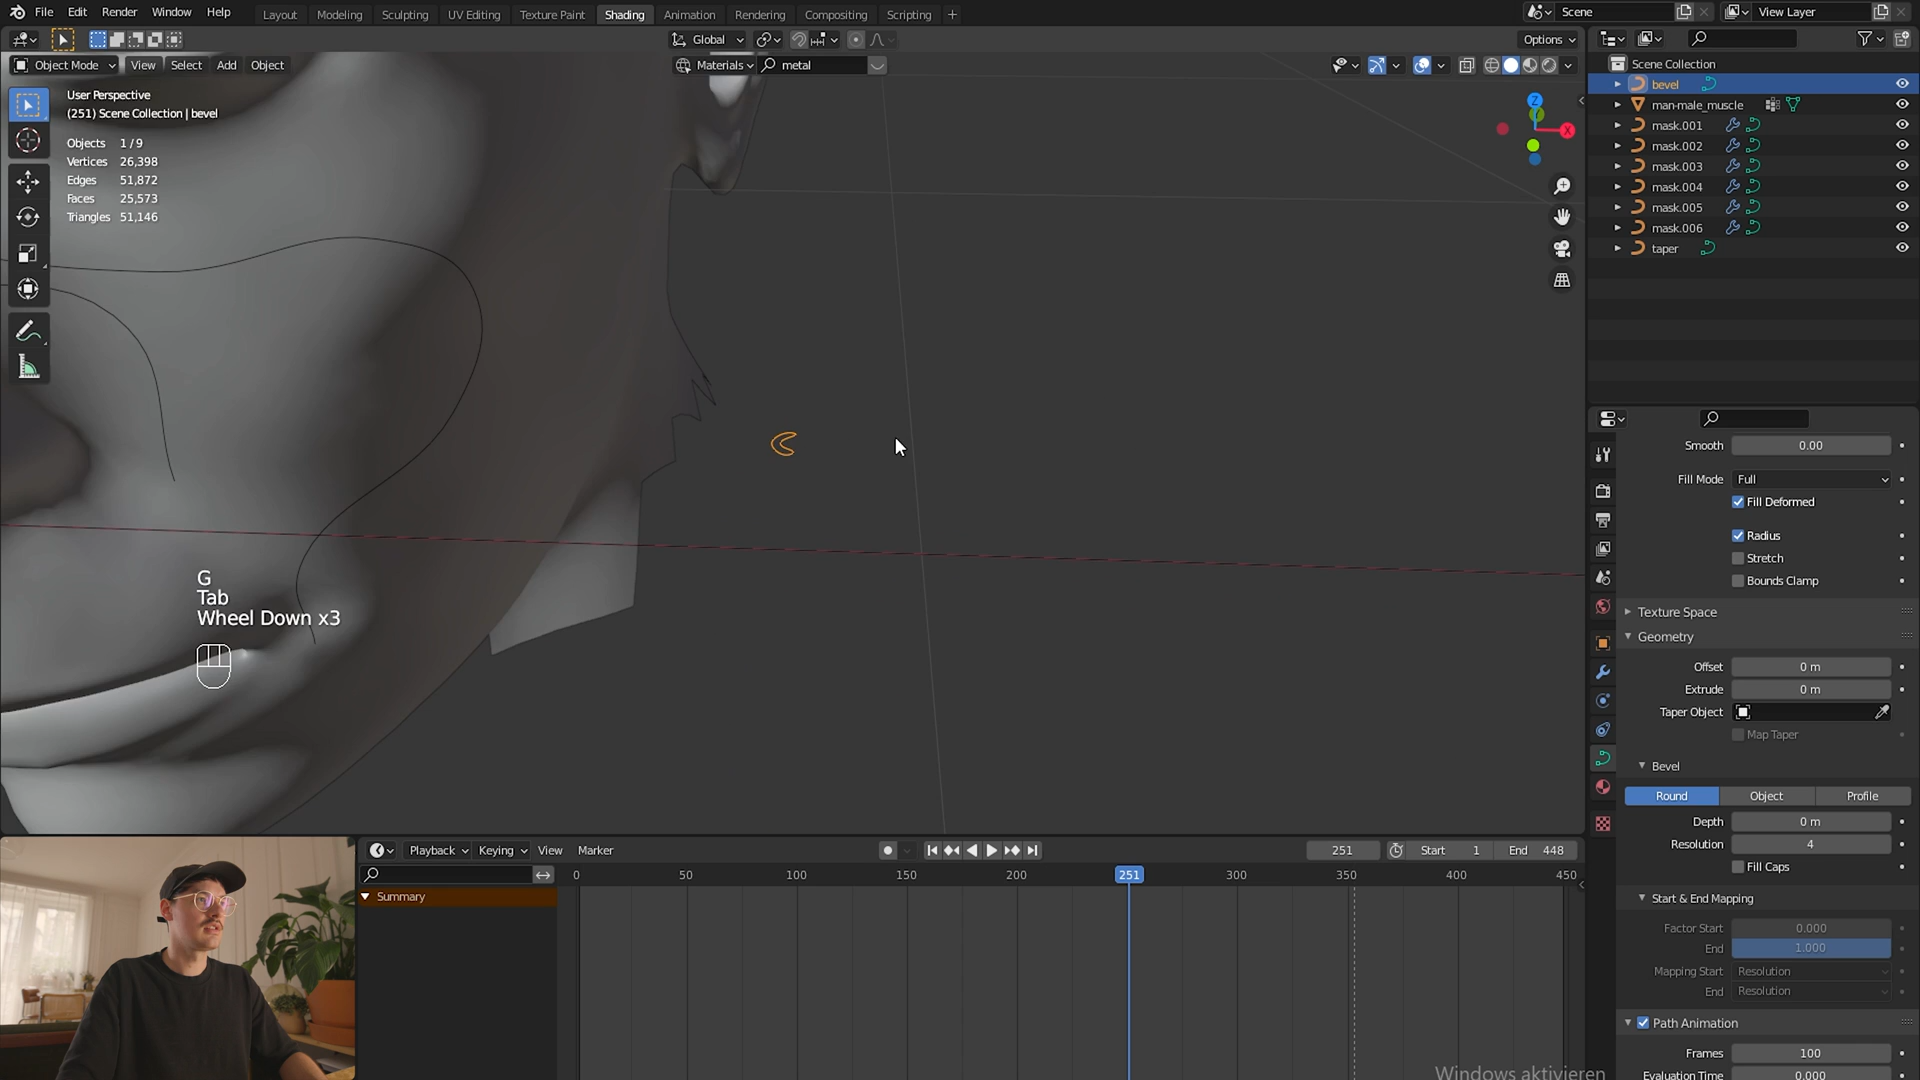 File Edit Render Window Help
Layout Modeling Sculpting UV Editing Texture Paint Shading Animation Rendering Compositing Scripting +
Scene
View Layer
Global
Options
Object Mode View Select Add Object
Materials metal
User Perspective
(251) Scene Collection | bevel
Objects 1 / 9
Vertices 26,398
Edges 51,872
Faces 25,573
Triangles 51,146
Z
X
Scene Collection
bevel
man-male_muscle
mask.001
mask.002
mask.003
mask.004
mask.005
mask.006
taper
Smooth 0.00
Fill Mode Full
Fill Deformed
Radius
Stretch
Bounds Clamp
Texture Space
Geometry
Offset 0 m
Extrude 0 m
Taper Object
Map Taper
Bevel
Round Object Profile
Depth 0 m
Resolution 4
Fill Caps
Start & End Mapping
Factor Start 0.000
End 1.000
Mapping Start Resolution
End Resolution
Path Animation
Frames 100
Evaluation Time 0.000
G
Tab
Wheel Down x3
Playback Keying View Marker
251 Start 1 End 448
0 50 100 150 200 251 300 350 400 450
Summary
Windows aktivieren